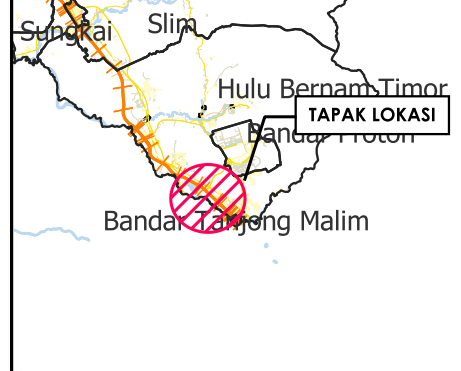 Slim
Sungkai
Hulu Bernam Timor
TAPAK LOKASI
Bandar Proton
Bandar Tanjong Malim